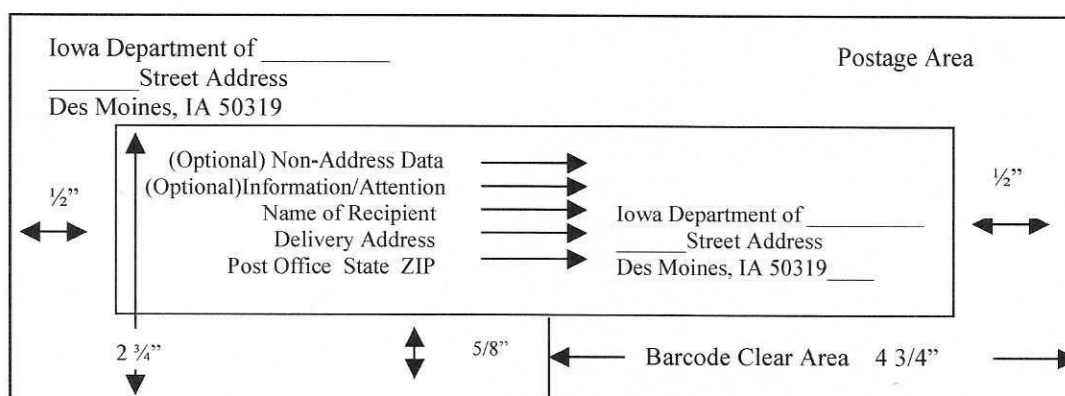 Iowa Department of ___________
_______Street Address
Des Moines, IA 50319
Postage Area
(Optional) Non-Address Data
(Optional)Information/Attention
Name of Recipient
Delivery Address
Post Office State ZIP
Iowa Department of __________
______Street Address
Des Moines, IA 50319____
½”
½”
2 ¾”
5/8”
Barcode Clear Area 4 3/4”